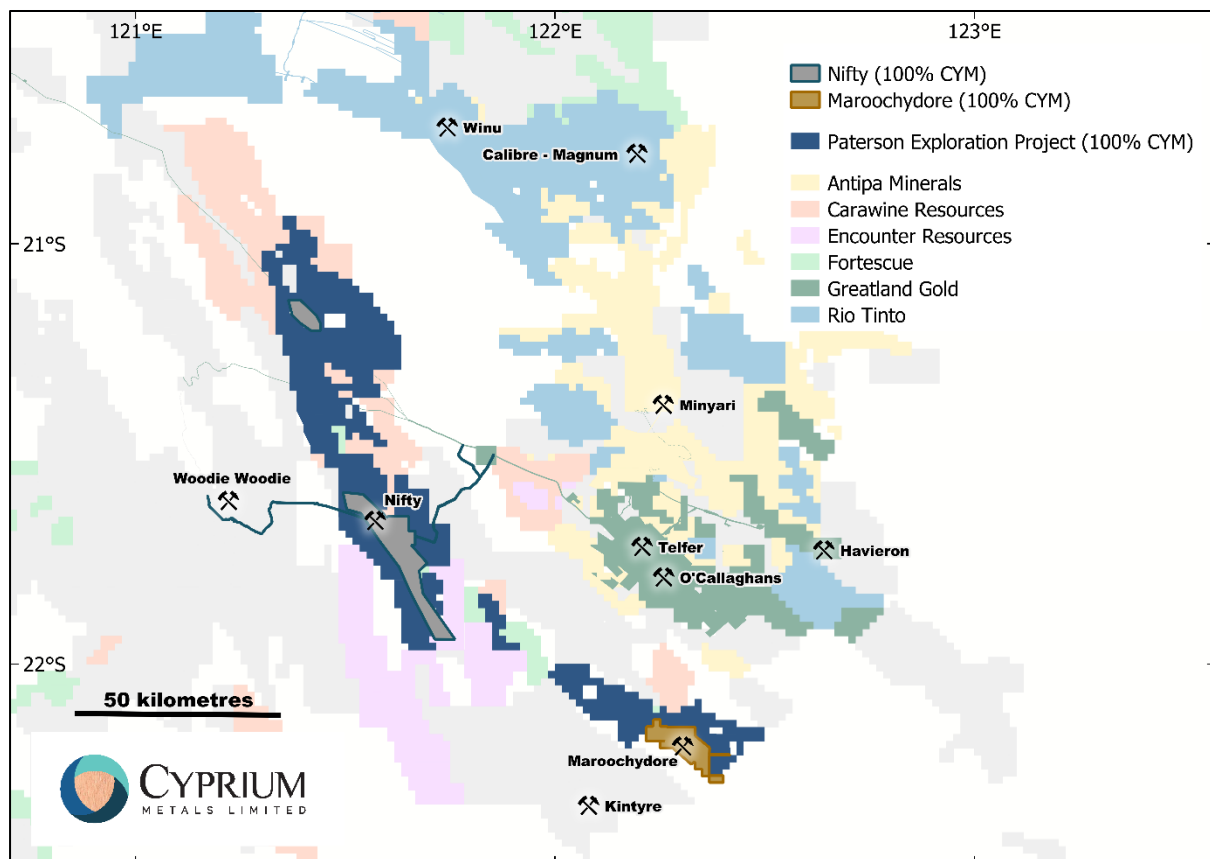 121°E
122°E
123°E
Nifty (100% CYM)
Maroochydore (100% CYM)
Winu
Paterson Exploration Project (100% CYM)
Calibre - Magnum
Antipa Minerals
Carawine Resources
Encounter Resources
Fortescue
Greatland Gold
Rio Tinto
21°S
Minyari
Woodie Woodie
Nifty
Telfer
Havieron
O'Callaghans
22°S
50 kilometres
Maroochydore
Kintyre
CYPRIUM
METALS LIMITED